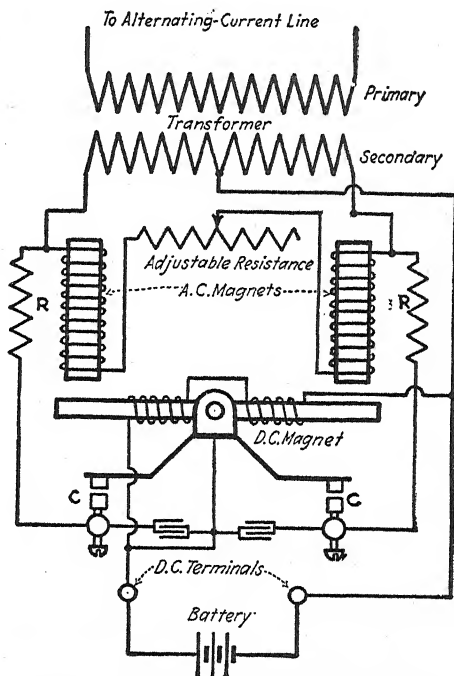 To Alternating-Current Line
Primary
Transformer
Secondary
Adjustable Resistance
R
A.C. Magnets
R
D.C. Magnet
C
C
D.C. Terminals
Battery